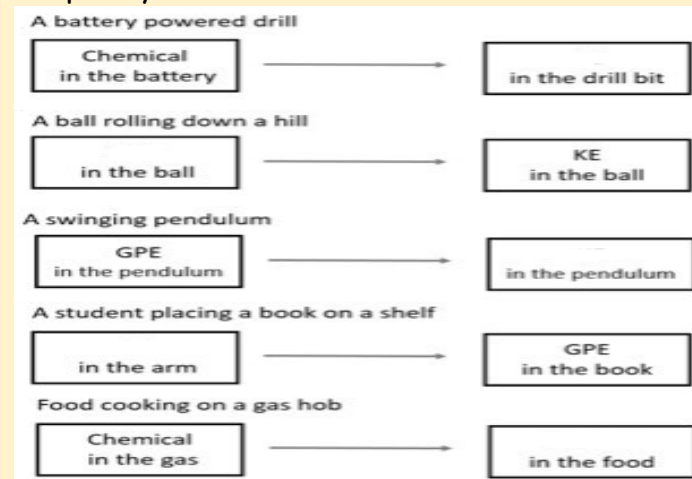 A battery powered drill
Chemical
in the battery
in the drill bit
A ball rolling down a hill
in the ball
KE
in the ball
A swinging pendulum
GPE
in the pendulum
in the pendulum
A student placing a book on a shelf
in the arm
GPE
in the book
Food cooking on a gas hob
Chemical
in the gas
in the food